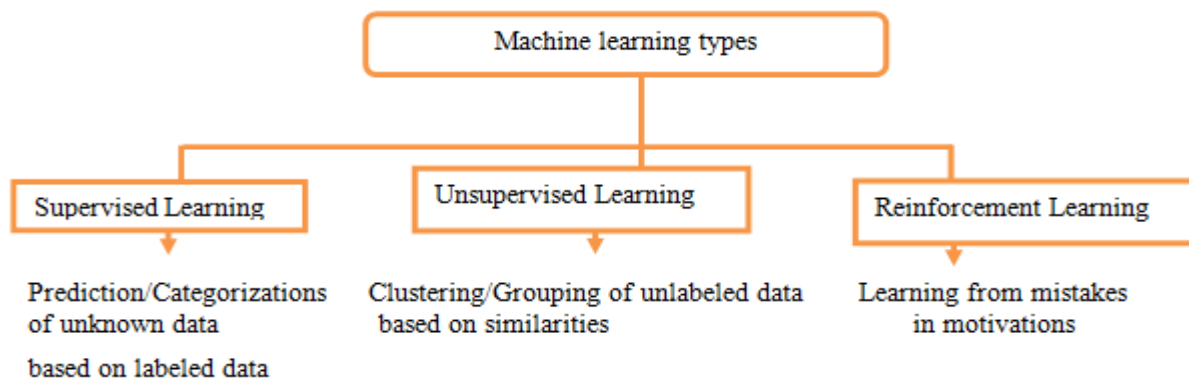 Machine learning types
Supervised Learning
Unsupervised Learning
Reinforcement Learning
Prediction/Categorizations
of unknown data
based on labeled data
Clustering/Grouping of unlabeled data
based on similarities
Learning from mistakes
in motivations